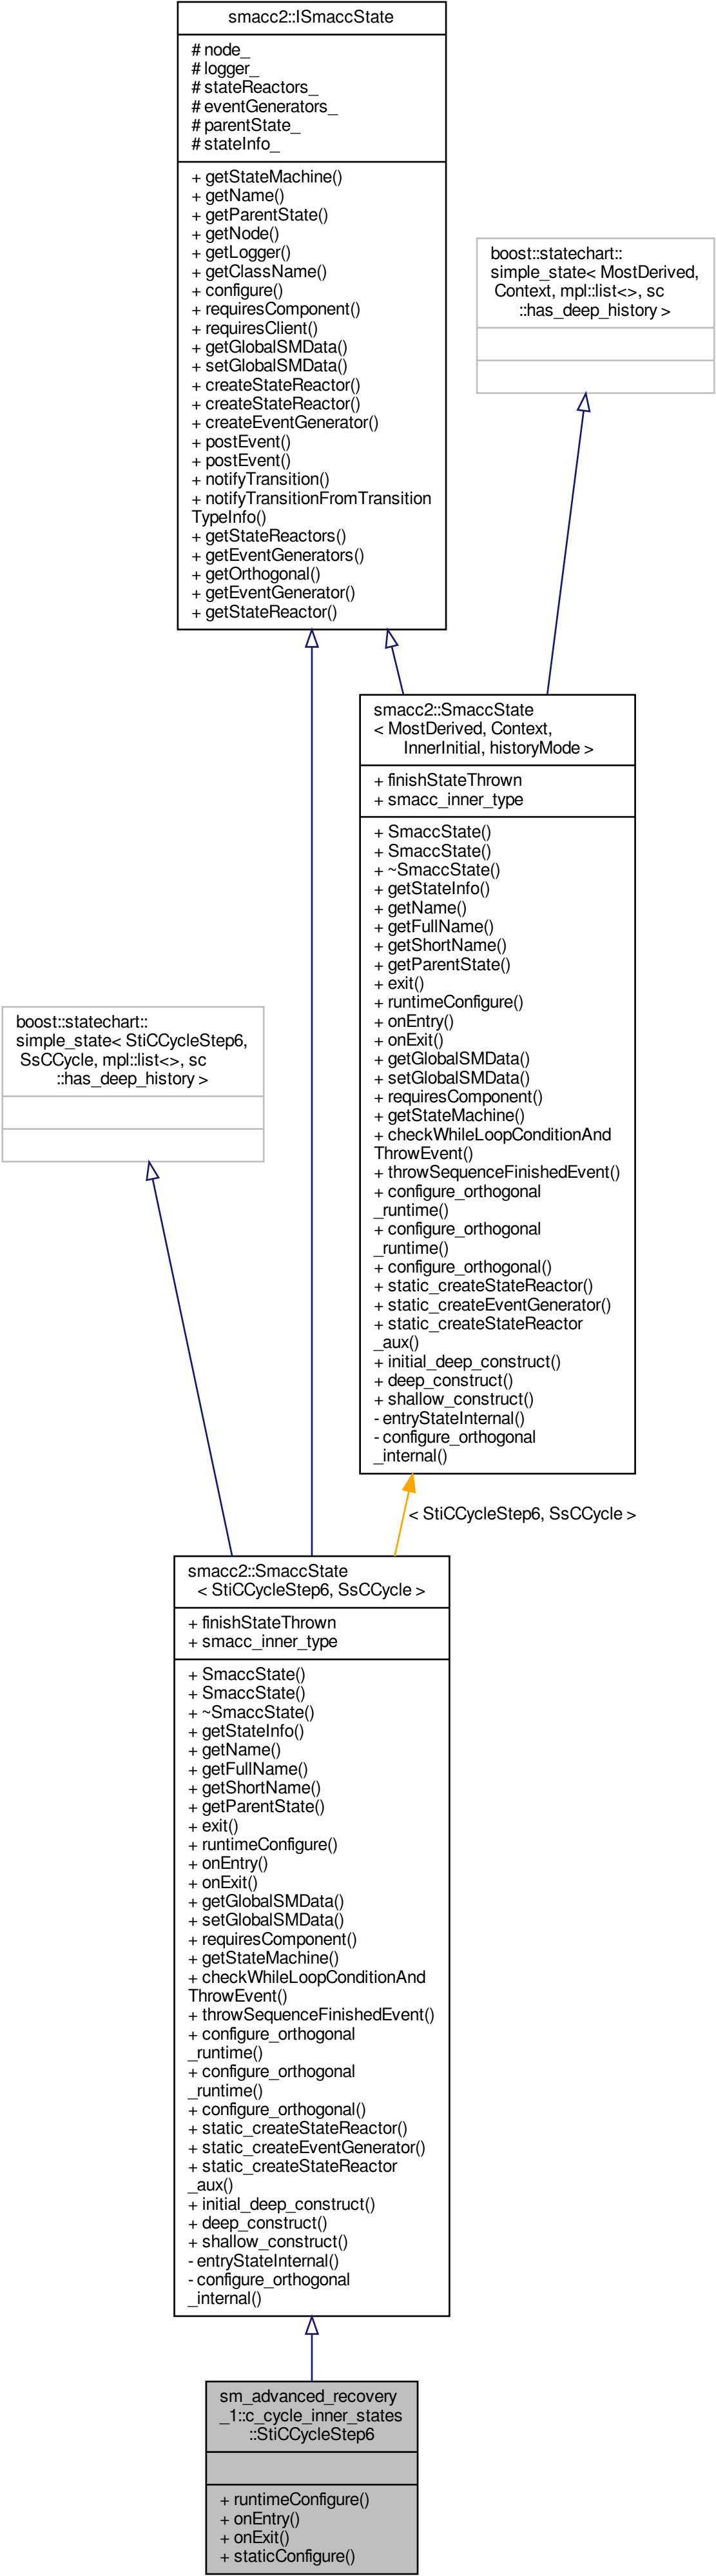 smacc2::ISmaccState
# node_
# logger_
# stateReactors_
# eventGenerators_
# parentState_
# stateInfo_
+ getStateMachine()
+ getName()
+ getParentState()
+ getNode()
+ getLogger()
+ getClassName()
+ configure()
+ requiresComponent()
+ requiresClient()
+ getGlobalSMData()
+ setGlobalSMData()
+ createStateReactor()
+ createStateReactor()
+ createEventGenerator()
+ postEvent()
+ postEvent()
+ notifyTransition()
+ notifyTransitionFromTransition
TypeInfo()
+ getStateReactors()
+ getEventGenerators()
+ getOrthogonal()
+ getEventGenerator()
+ getStateReactor()
boost::statechart::
simple_state< MostDerived,
Context, mpl::list<>, sc
::has_deep_history >
smacc2::SmaccState
< MostDerived, Context,
InnerInitial, historyMode >
+ finishStateThrown
+ smacc_inner_type
+ SmaccState()
+ SmaccState()
+ ~SmaccState()
+ getStateInfo()
+ getName()
+ getFullName()
+ getShortName()
+ getParentState()
+ exit()
+ runtimeConfigure()
+ onEntry()
+ onExit()
+ getGlobalSMData()
+ setGlobalSMData()
+ requiresComponent()
+ getStateMachine()
+ checkWhileLoopConditionAnd
ThrowEvent()
+ throwSequenceFinishedEvent()
+ configure_orthogonal
_runtime()
+ configure_orthogonal
_runtime()
+ configure_orthogonal()
+ static_createStateReactor()
+ static_createEventGenerator()
+ static_createStateReactor
_aux()
+ initial_deep_construct()
+ deep_construct()
+ shallow_construct()
- entryStateInternal()
- configure_orthogonal
_internal()
boost::statechart::
simple_state< StiCCycleStep6,
SsCCycle, mpl::list<>, sc
::has_deep_history >
< StiCCycleStep6, SsCCycle >
smacc2::SmaccState
< StiCCycleStep6, SsCCycle >
+ finishStateThrown
+ smacc_inner_type
+ SmaccState()
+ SmaccState()
+ ~SmaccState()
+ getStateInfo()
+ getName()
+ getFullName()
+ getShortName()
+ getParentState()
+ exit()
+ runtimeConfigure()
+ onEntry()
+ onExit()
+ getGlobalSMData()
+ setGlobalSMData()
+ requiresComponent()
+ getStateMachine()
+ checkWhileLoopConditionAnd
ThrowEvent()
+ throwSequenceFinishedEvent()
+ configure_orthogonal
_runtime()
+ configure_orthogonal
_runtime()
+ configure_orthogonal()
+ static_createStateReactor()
+ static_createEventGenerator()
+ static_createStateReactor
_aux()
+ initial_deep_construct()
+ deep_construct()
+ shallow_construct()
- entryStateInternal()
- configure_orthogonal
_internal()
sm_advanced_recovery
_1::c_cycle_inner_states
::StiCCycleStep6
+ runtimeConfigure()
+ onEntry()
+ onExit()
+ staticConfigure()